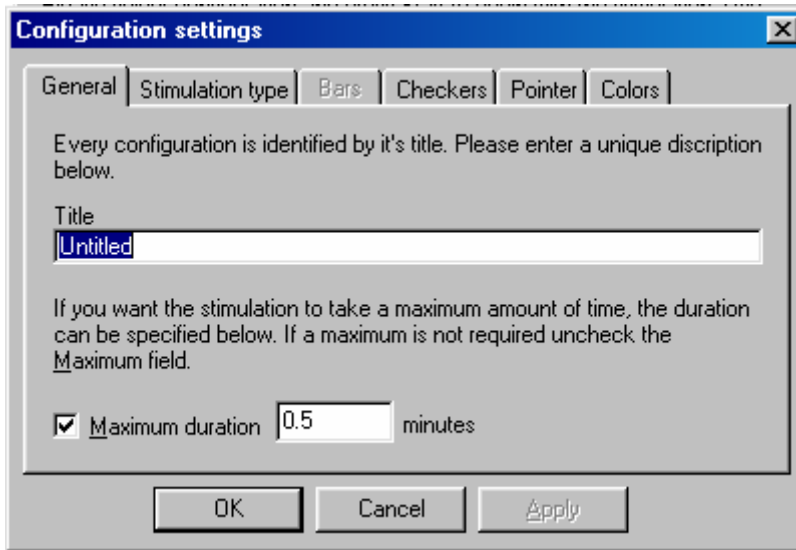 Configuration settings
General Stimulation type Bars Checkers Pointer Colors
Every configuration is identified by it's title. Please enter a unique discription
below.
Title
Untitled
If you want the stimulation to take a maximum amount of time, the duration
can be specified below. If a maximum is not required uncheck the
Maximum field.
Maximum duration 0.5 minutes
OK Cancel Apply